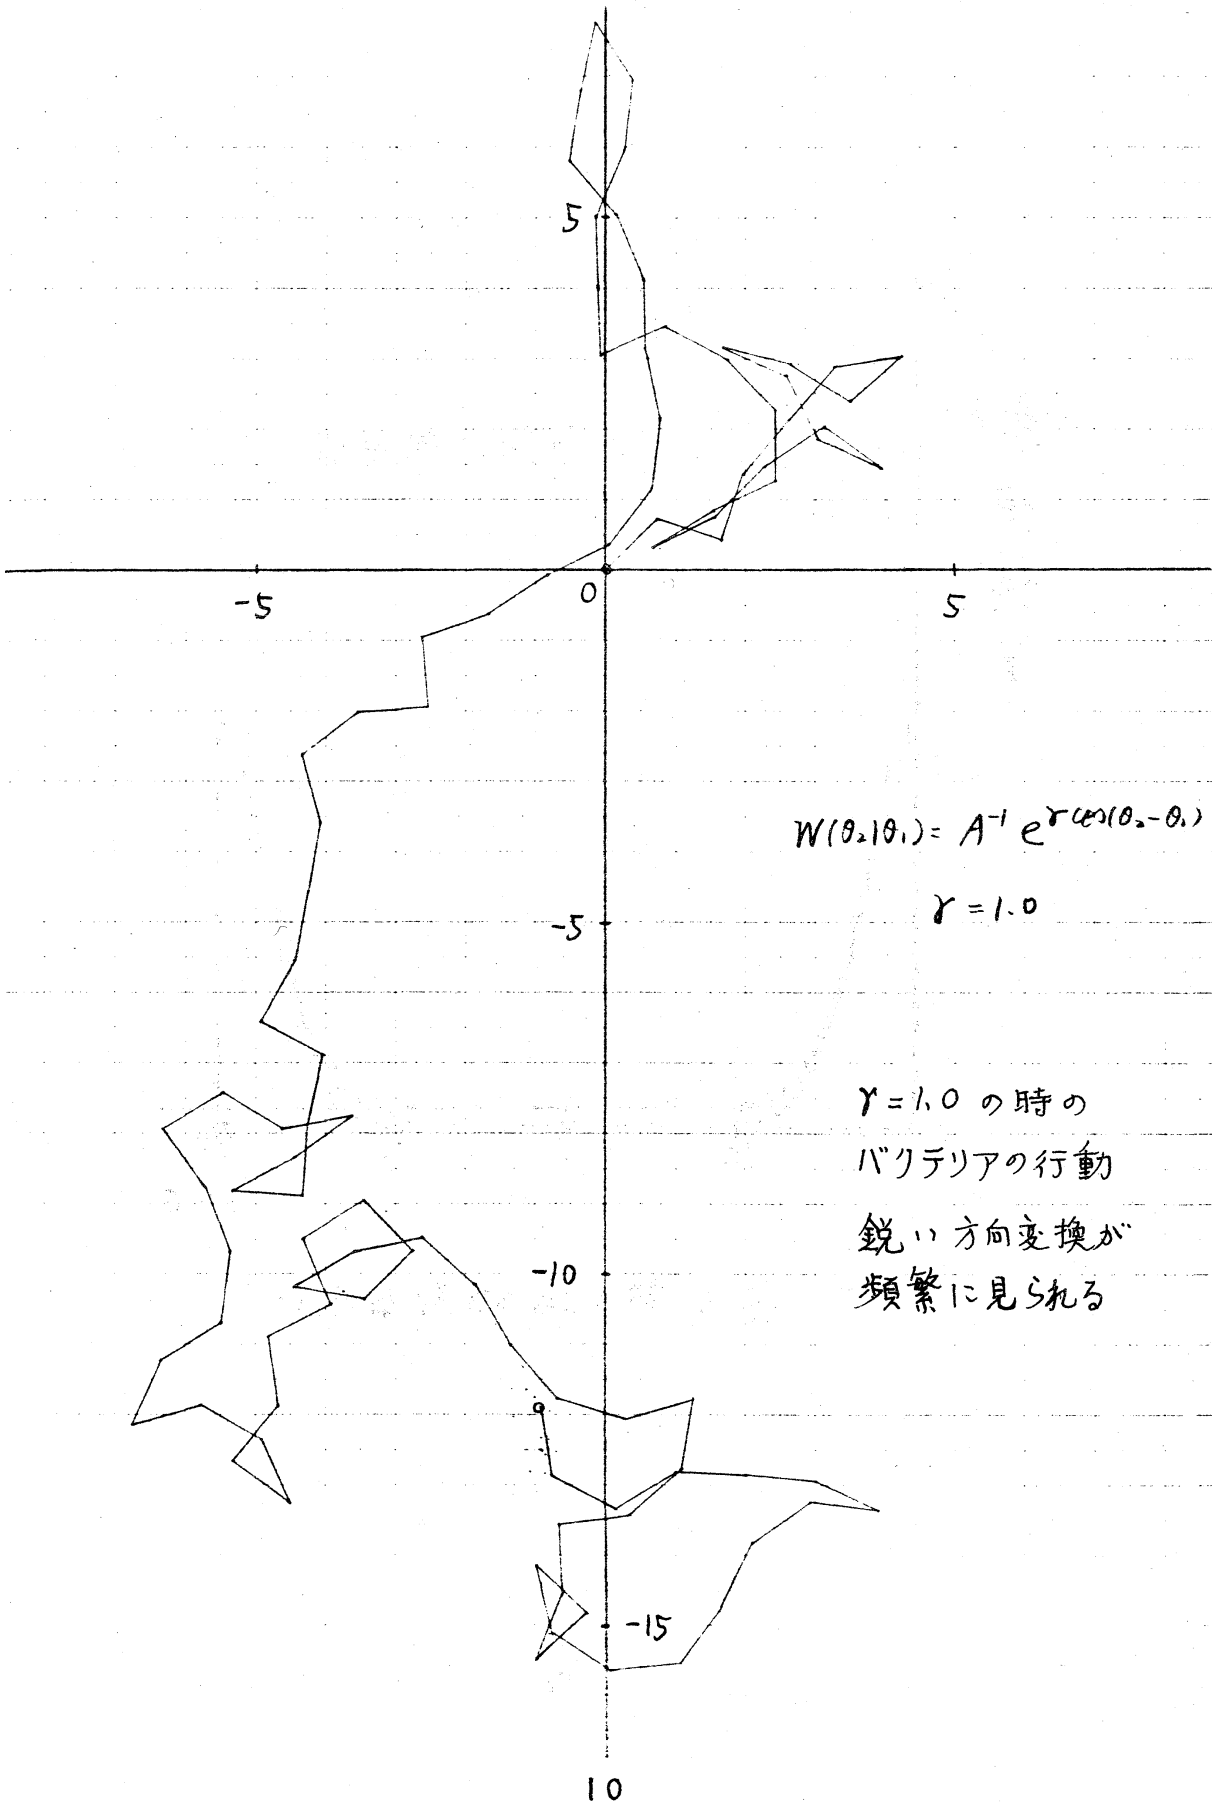 5
-5
0
5
W(θ₂|θ₁) = A⁻¹ e^{γ cos(θ₂-θ₁)}
-5
γ = 1.0
γ = 1.0 の時の
バクテリアの行動
鋭い方向変換が
-10
頻繁に見られる
-15
10